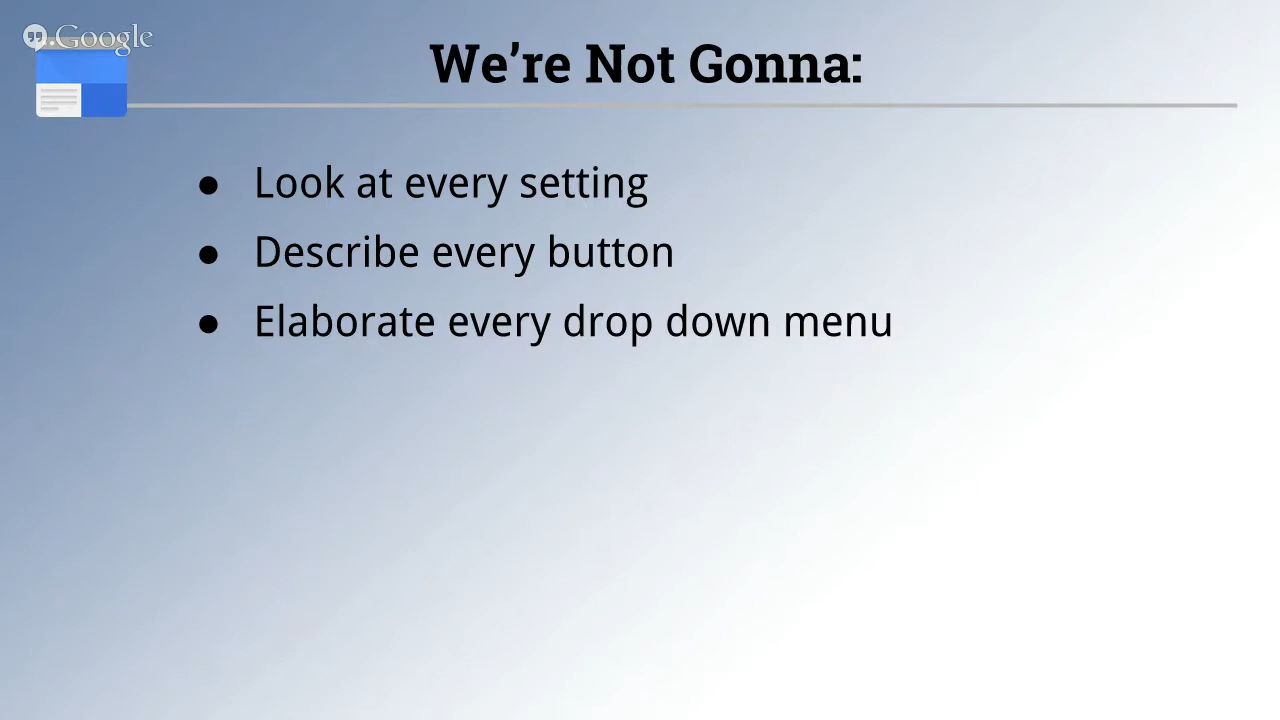 Google
We’re Not Gonna:
● Look at every setting
● Describe every button
● Elaborate every drop down menu